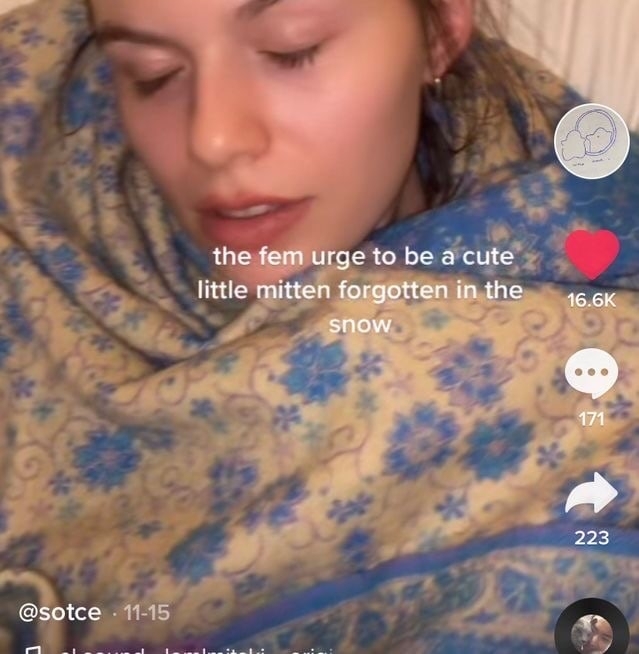 the fem urge to be a cute
little mitten forgotten in the
snow
16.6K
171
223
@sotce · 11-15